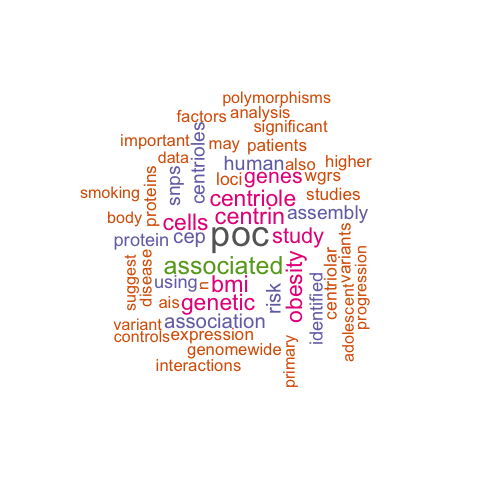 polymorphisms
factors analysis
significant
important may patients
data human also higher
centrioles
snps
proteins
loci genes wgrs
smoking centriole studies
body cells centrin assembly
protein cep poc study
associated
suggest
disease
using n bmi
risk
obesity
identified
centriolar
variants
adolescent
progression
ais genetic
variant association
controls expression
genomewide
interactions
primary